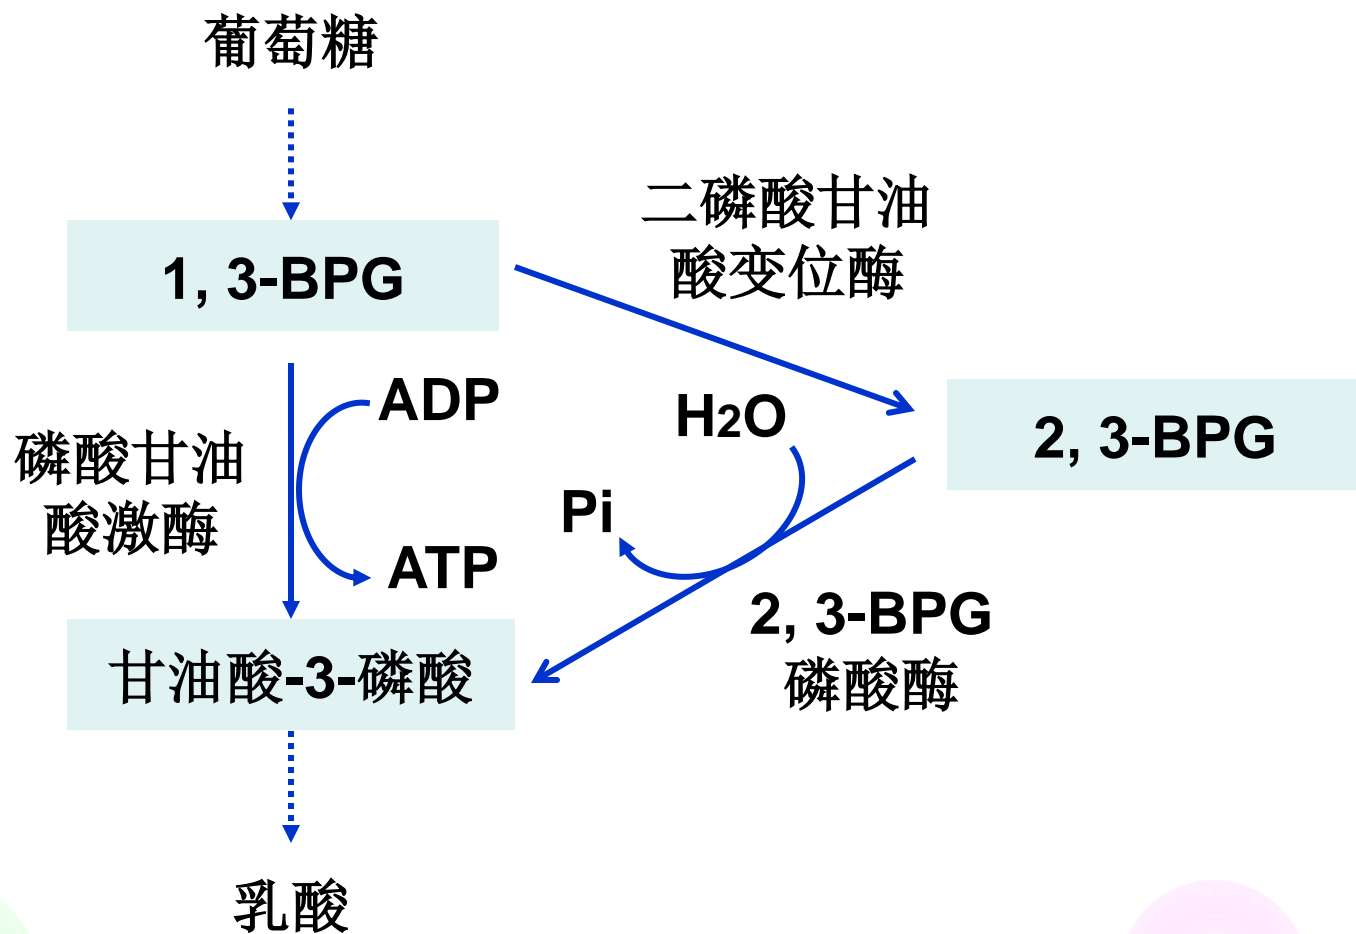 葡萄糖
二磷酸甘油
酸变位酶
1, 3-BPG
ADP
H2O
2, 3-BPG
磷酸甘油
酸激酶
Pi
ATP
2, 3-BPG
磷酸酶
甘油酸-3-磷酸
乳酸